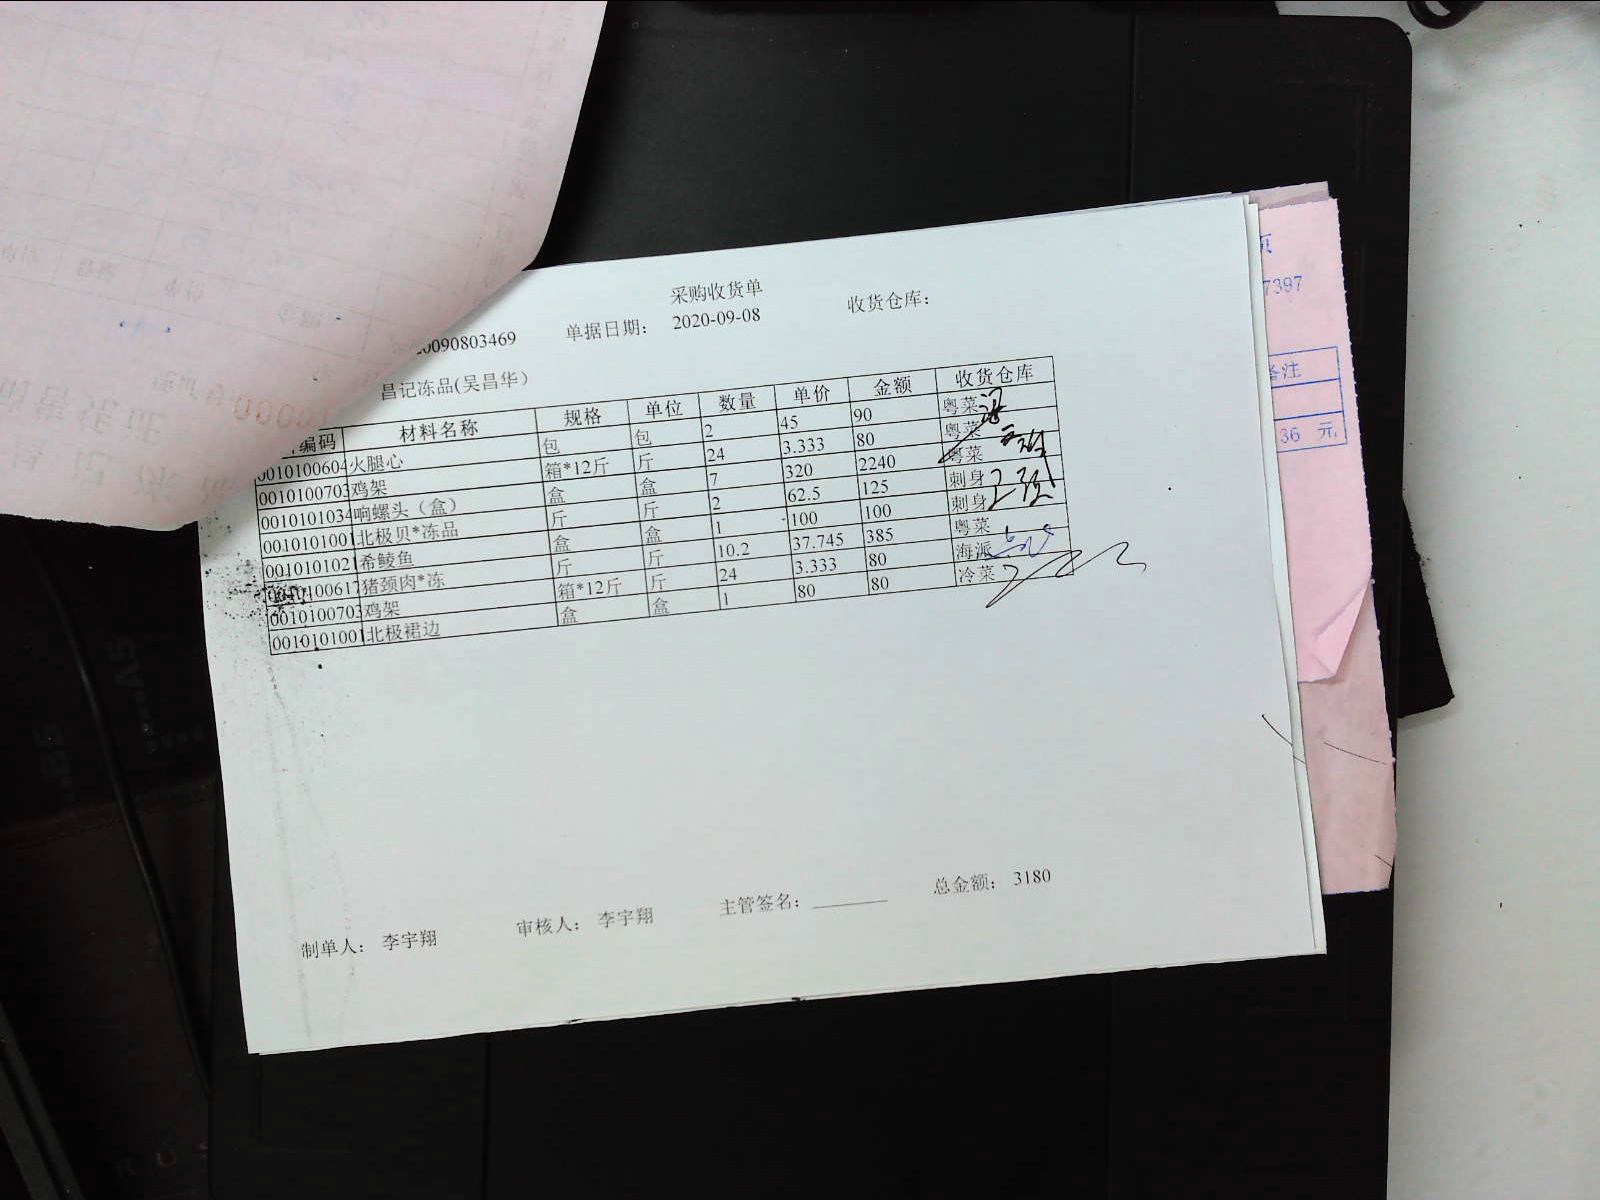 采购收货单
0090803469 单据日期： 2020-09-08 收货仓库：
昌记冻品(吴昌华）
编码 材料名称 规格 单位 数量 单价 金额 收货仓库
0010100604 火腿心 包 包 2 45 90 粤菜
0010100703 鸡架 箱*12斤 斤 24 3.333 80 粤菜
0010101034 响螺头（盒） 盒 盒 7 320 2240 粤菜
0010101001 北极贝*冻品 斤 斤 2 62.5 125 刺身
0010101021 希鲮鱼 盒 盒 1 100 100 刺身
100617 猪颈肉*冻 斤 斤 10.2 37.745 385 粤菜
0010100703 鸡架 箱*12斤 斤 24 3.333 80 海派
0010101001 北极裙边 盒 盒 1 80 80 冷菜
制单人： 李宇翔 审核人： 李宇翔 主管签名： 总金额： 3180
页
7397
备注
36 元